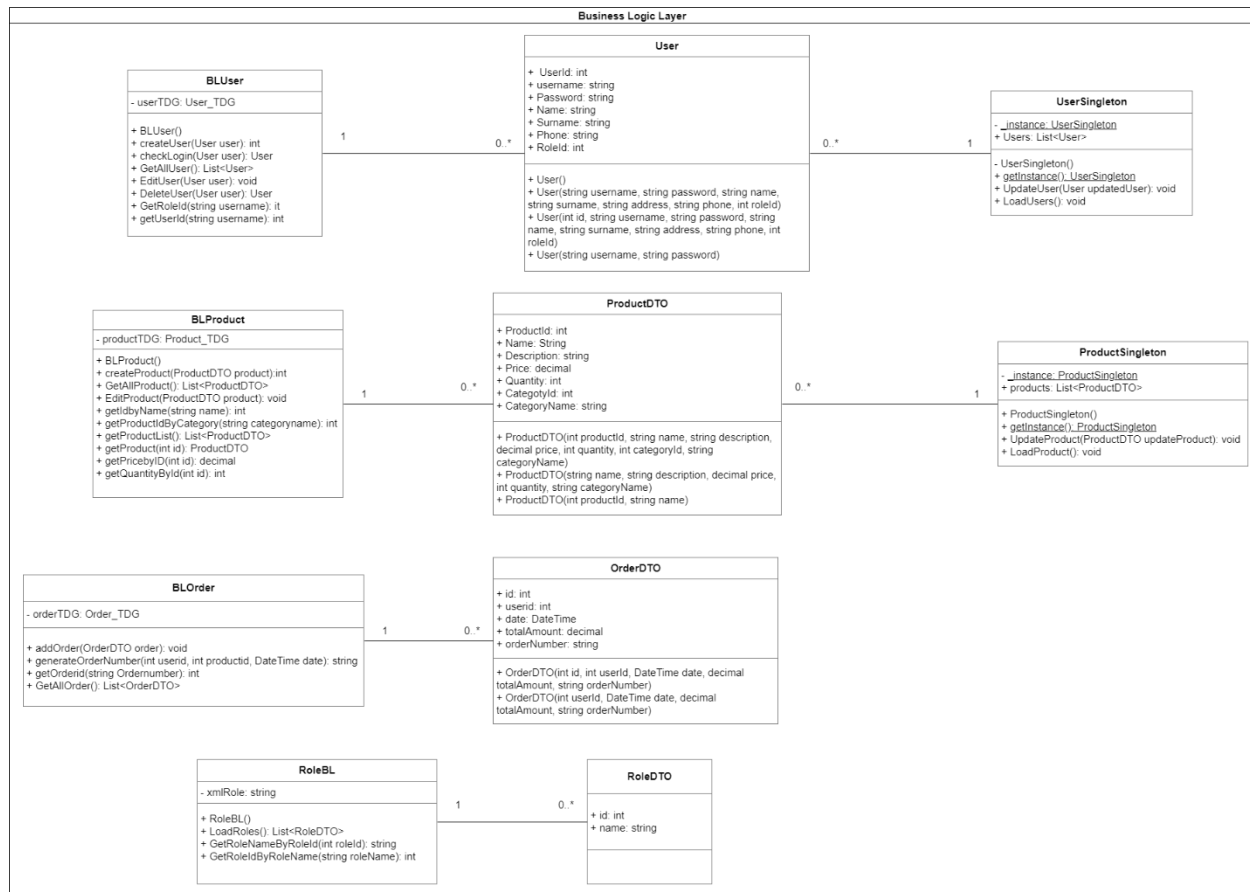 Business Logic Layer
BLUser
- userTDG: User_TDG
+ BLUser()
+ createUser(User user): int
+ checkLogin(User user): User
+ GetAllUser(): List<User>
+ EditUser(User user): void
+ DeleteUser(User user): User
+ GetRoleId(string username): it
+ getUserId(string username): int
1
0..*
User
+ UserId: int
+ username: string
+ Password: string
+ Name: string
+ Surname: string
+ Phone: string
+ RoleId: int
+ User()
+ User(string username, string password, string name,
string surname, string address, string phone, int roleId)
+ User(int id, string username, string password, string
name, string surname, string address, string phone, int
roleId)
+ User(string username, string password)
0..*
1
UserSingleton
- _instance: UserSingleton
+ Users: List<User>
- UserSingleton()
+ getInstance(): UserSingleton
+ UpdateUser(User updatedUser): void
+ LoadUsers(): void
BLProduct
- productTDG: Product_TDG
+ BLProduct()
+ createProduct(ProductDTO product):int
+ GetAllProduct(): List<ProductDTO>
+ EditProduct(ProductDTO product): void
+ getIdbyName(string name): int
+ getProductIdByCategory(string categoryname): int
+ getProductList(): List<ProductDTO>
+ getProduct(int id): ProductDTO
+ getPricebyID(int id): decimal
+ getQuantityById(int id): int
1
0..*
ProductDTO
+ ProductId: int
+ Name: String
+ Description: string
+ Price: decimal
+ Quantity: int
+ CategotyId: int
+ CategoryName: string
+ ProductDTO(int productId, string name, string description,
decimal price, int quantity, int categoryId, string
categoryName)
+ ProductDTO(string name, string description, decimal price,
int quantity, string categoryName)
+ ProductDTO(int productId, string name)
0..*
1
ProductSingleton
- _instance: ProductSingleton
+ products: List<ProductDTO>
+ ProductSingleton()
+ getInstance(): ProductSingleton
+ UpdateProduct(ProductDTO updateProduct): void
+ LoadProduct(): void
BLOrder
- orderTDG: Order_TDG
+ addOrder(OrderDTO order): void
+ generateOrderNumber(int userid, int productid, DateTime date): string
+ getOrderid(string Ordernumber): int
+ GetAllOrder(): List<OrderDTO>
1
0..*
OrderDTO
+ id: int
+ userid: int
+ date: DateTime
+ totalAmount: decimal
+ orderNumber: string
+ OrderDTO(int id, int userId, DateTime date, decimal
totalAmount, string orderNumber)
+ OrderDTO(int userId, DateTime date, decimal
totalAmount, string orderNumber)
RoleBL
- xmlRole: string
+ RoleBL()
+ LoadRoles(): List<RoleDTO>
+ GetRoleNameByRoleId(int roleId): string
+ GetRoleIdByRoleName(string roleName): int
1
0..*
RoleDTO
+ id: int
+ name: string